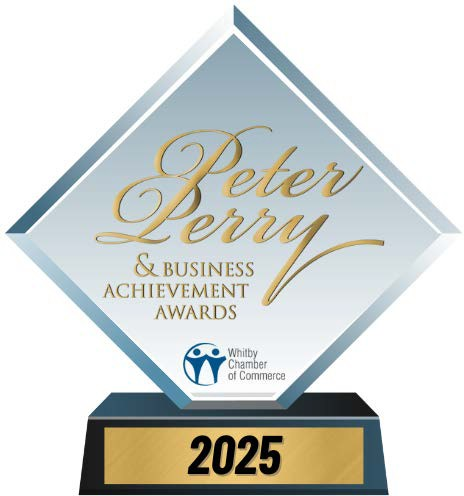 Peter
Perry
& BUSINESS
ACHIEVEMENT
AWARDS
Whitby
Chamber
of Commerce
2025